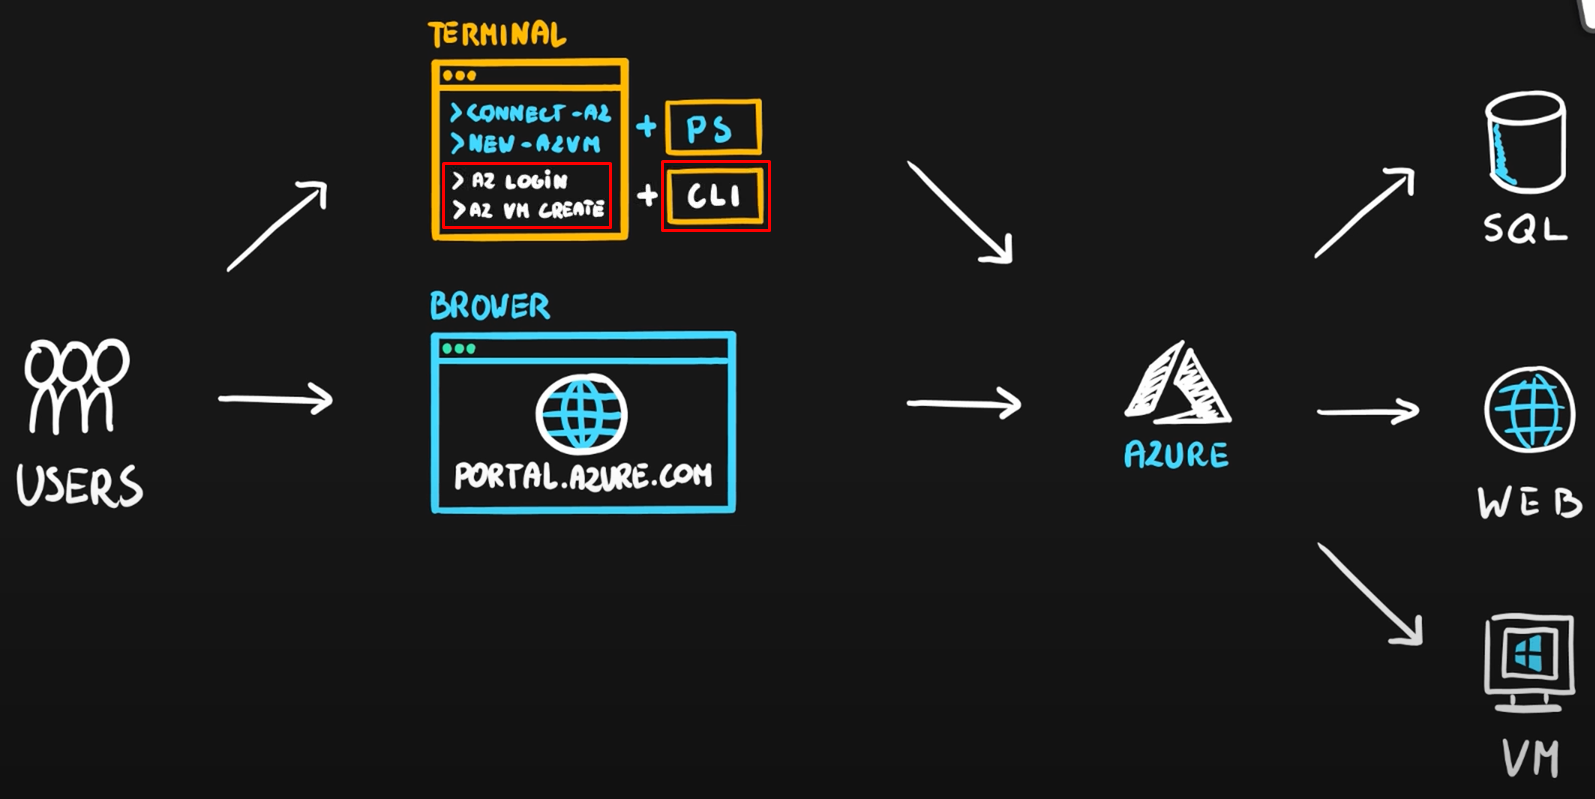 TERMINAL
>CONNECT-AZ
>NEW-AZVM
+ PS
> AZ LOGIN
>AZ VM CREATE
+ CLI
BROWER
PORTAL.AZURE.COM
USERS
AZURE
SQL
WEB
VM